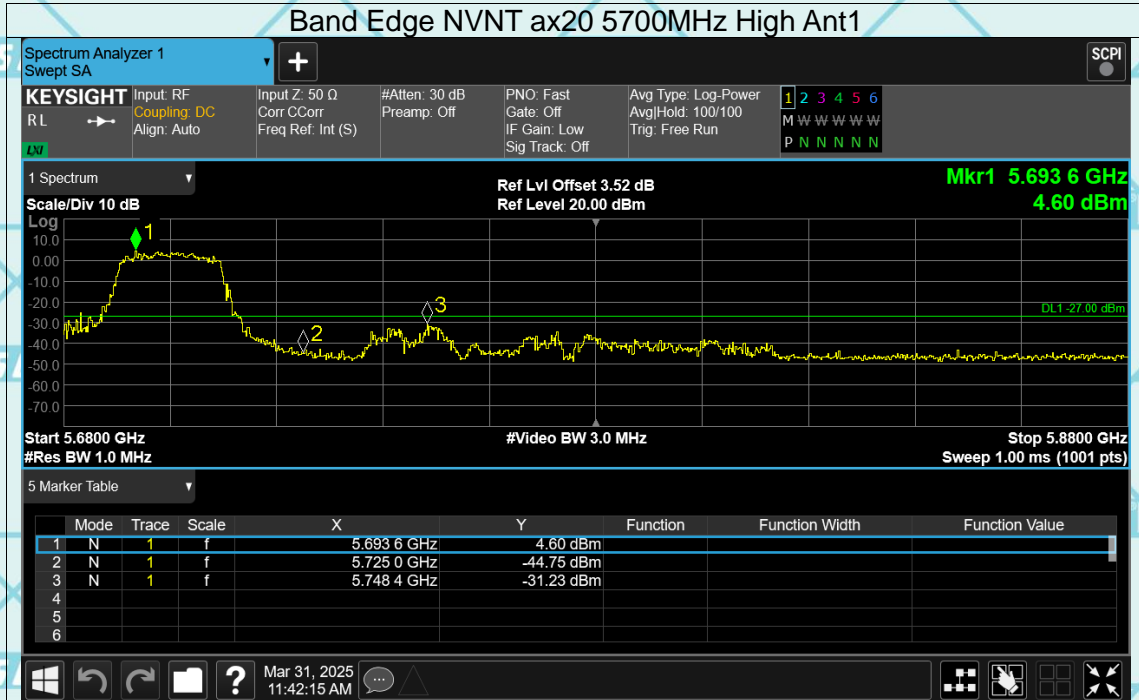 Band Edge NVNT ax20 5700MHz High Ant1
Spectrum Analyzer 1
Swept SA
+
SCPI
KEYSIGHT
RL
LXI
Input: RF
Coupling: DC
Align: Auto
Input Z: 50 Ω
Corr CCorr
Freq Ref: Int (S)
#Atten: 30 dB
Preamp: Off
PNO: Fast
Gate: Off
IF Gain: Low
Sig Track: Off
Avg Type: Log-Power
Avg|Hold: 100/100
Trig: Free Run
1 2 3 4 5 6
M W W W W W
P N N N N N
1 Spectrum
Scale/Div 10 dB
Ref Lvl Offset 3.52 dB
Ref Level 20.00 dBm
Mkr1 5.693 6 GHz
4.60 dBm
Log
10.0
0.00
-10.0
-20.0
-30.0
-40.0
-50.0
-60.0
-70.0
1
2
3
DL1 -27.00 dBm
Start 5.6800 GHz
#Res BW 1.0 MHz
#Video BW 3.0 MHz
Stop 5.8800 GHz
Sweep 1.00 ms (1001 pts)
5 Marker Table
Mode Trace Scale X Y Function Function Width Function Value
1 N 1 f 5.693 6 GHz 4.60 dBm
2 N 1 f 5.725 0 GHz -44.75 dBm
3 N 1 f 5.748 4 GHz -31.23 dBm
4
5
6
?
Mar 31, 2025
11:42:15 AM